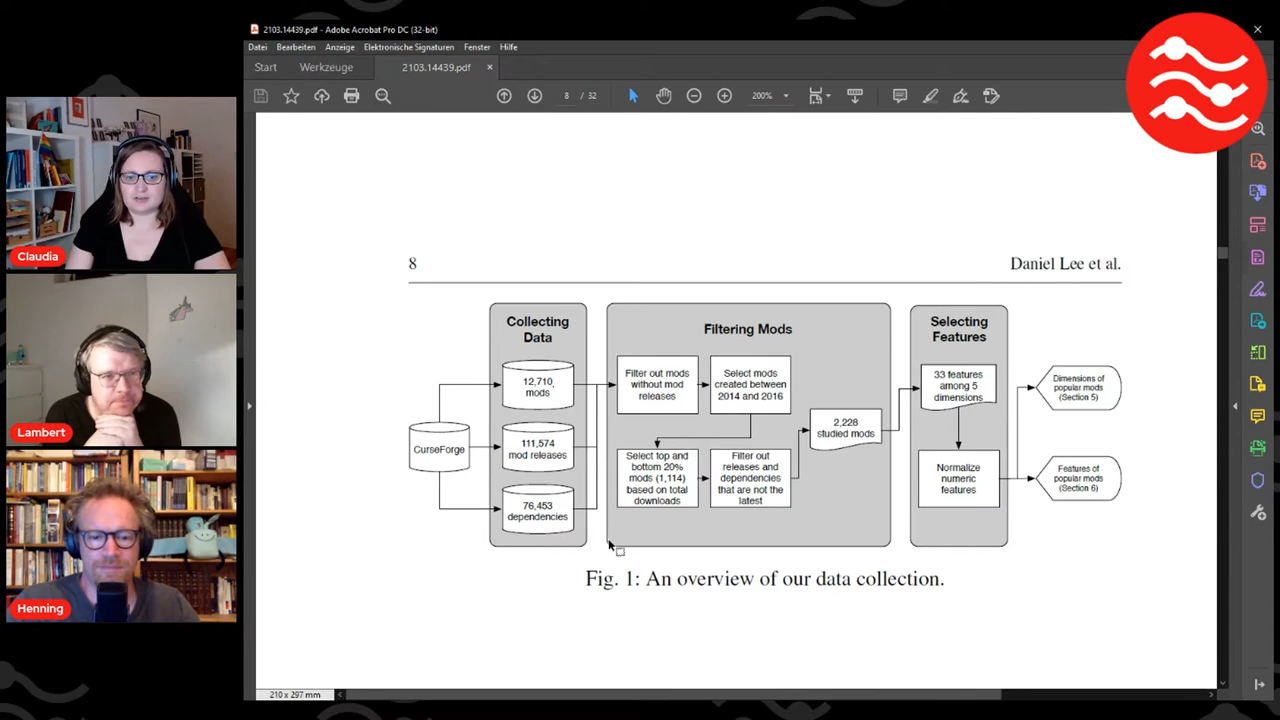 2103.14439.pdf - Adobe Acrobat Pro DC (32-bit)
Datei Bearbeiten Anzeige Elektronische Signaturen Fenster Hilfe
Start Werkzeuge 2103.14439.pdf ×
8 / 32 200%
Claudia
Lambert
Henning
8 Daniel Lee et al.
Collecting
Data
12,710
mods
111,574
mod releases
76,453
dependencies
CurseForge
Filtering Mods
Filter out mods
without mod
releases
Select mods
created between
2014 and 2016
Select top and
bottom 20%
mods (1,114)
based on total
downloads
Filter out
releases and
dependencies
that are not the
latest
2,228
studied mods
Selecting
Features
33 features
among 5
dimensions
Normalize
numeric
features
Dimensions of
popular mods
(Section 5)
Features of
popular mods
(Section 6)
Fig. 1: An overview of our data collection.
210 x 297 mm